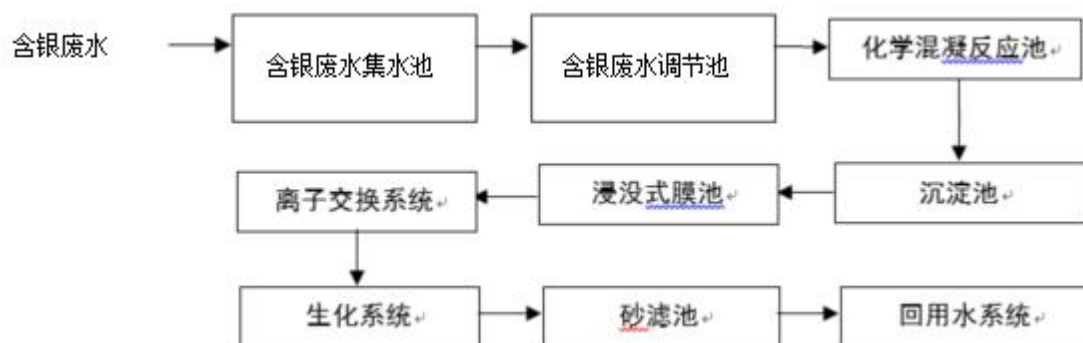 含银废水
含银废水集水池
含银废水调节池
化学混凝反应池
沉淀池
浸没式膜池
离子交换系统
生化系统
砂滤池
回用水系统